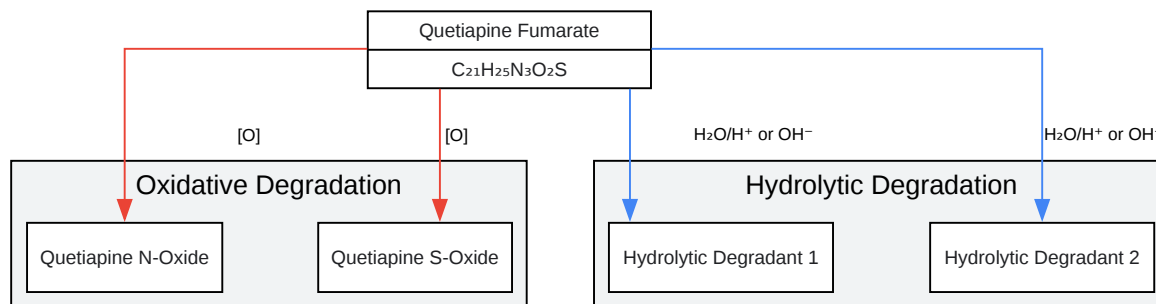 Quetiapine Fumarate
C₂₁H₂₅N₃O₂S
[O]
[O]
H₂O/H⁺ or OH⁻
H₂O/H⁺ or OH⁻
Oxidative Degradation
Hydrolytic Degradation
Quetiapine N-Oxide
Quetiapine S-Oxide
Hydrolytic Degradant 1
Hydrolytic Degradant 2